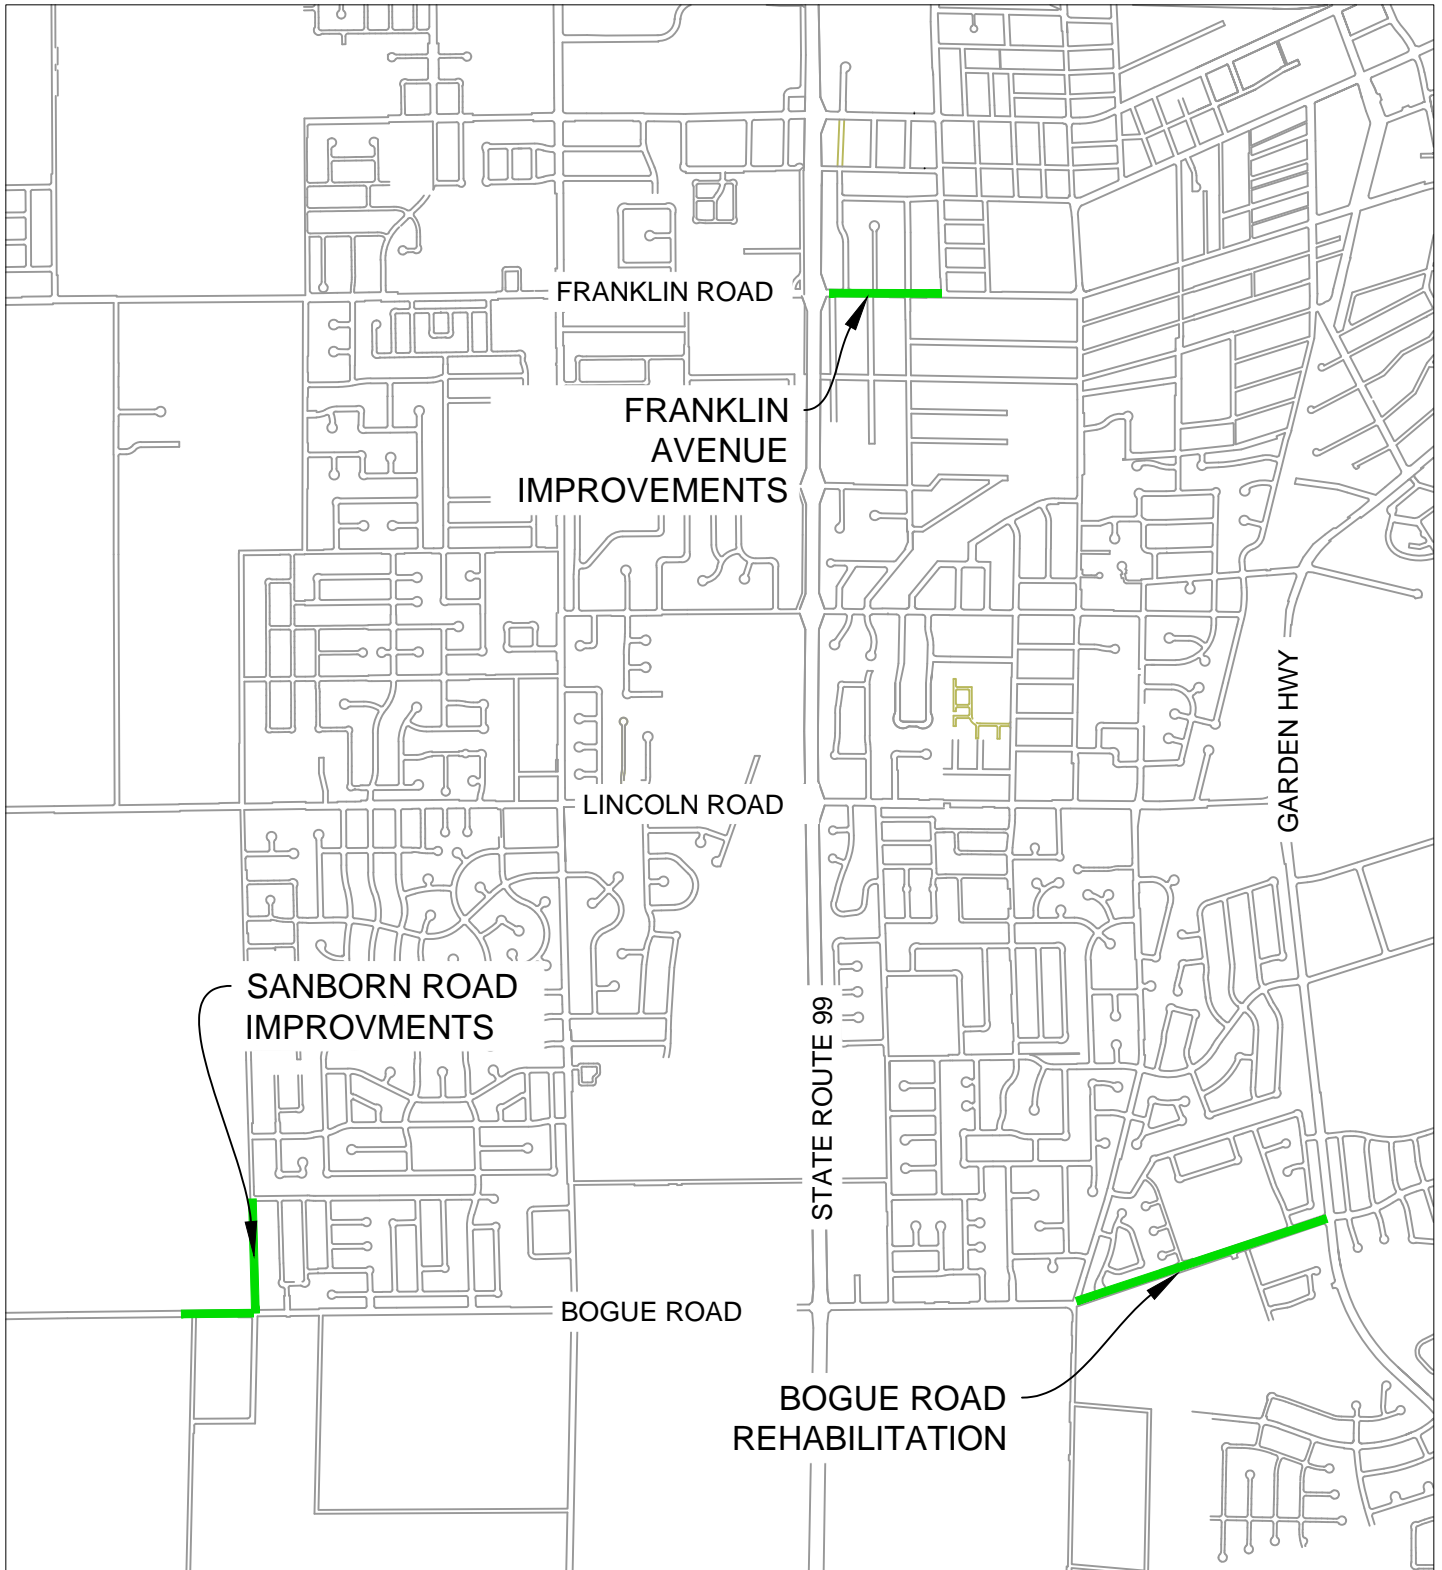 FRANKLIN ROAD
FRANKLIN
AVENUE
IMPROVEMENTS
GARDEN HWY
LINCOLN ROAD
SANBORN ROAD
IMPROVMENTS
STATE ROUTE 99
BOGUE ROAD
BOGUE ROAD
REHABILITATION